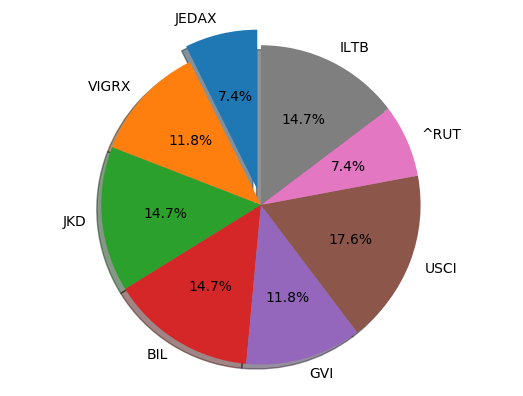 JEDAX
ILTB
VIGRX
7.4%
14.7%
^RUT
11.8%
7.4%
JKD
14.7%
17.6%
USCI
14.7%
11.8%
BIL
GVI